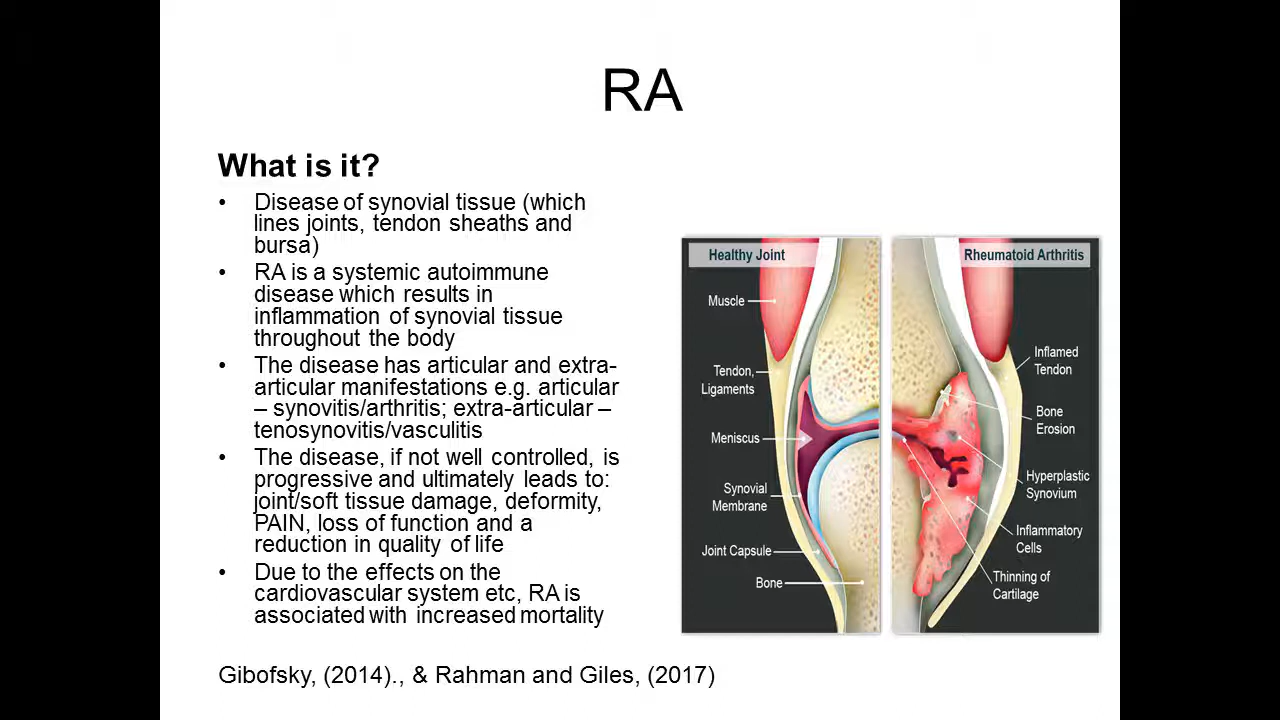 RA
What is it?
• Disease of synovial tissue (which
lines joints, tendon sheaths and
bursa)
• RA is a systemic autoimmune
disease which results in
inflammation of synovial tissue
throughout the body
• The disease has articular and extra-
articular manifestations e.g. articular
– synovitis/arthritis; extra-articular –
tenosynovitis/vasculitis
• The disease, if not well controlled, is
progressive and ultimately leads to:
joint/soft tissue damage, deformity,
PAIN, loss of function and a
reduction in quality of life
• Due to the effects on the
cardiovascular system etc, RA is
associated with increased mortality
Healthy Joint
Muscle
Tendon,
Ligaments
Meniscus
Synovial
Membrane
Joint Capsule
Bone
Rheumatoid Arthritis
Inflamed
Tendon
Bone
Erosion
Hyperplastic
Synovium
Inflammatory
Cells
Thinning of
Cartilage
Gibofsky, (2014)., & Rahman and Giles, (2017)